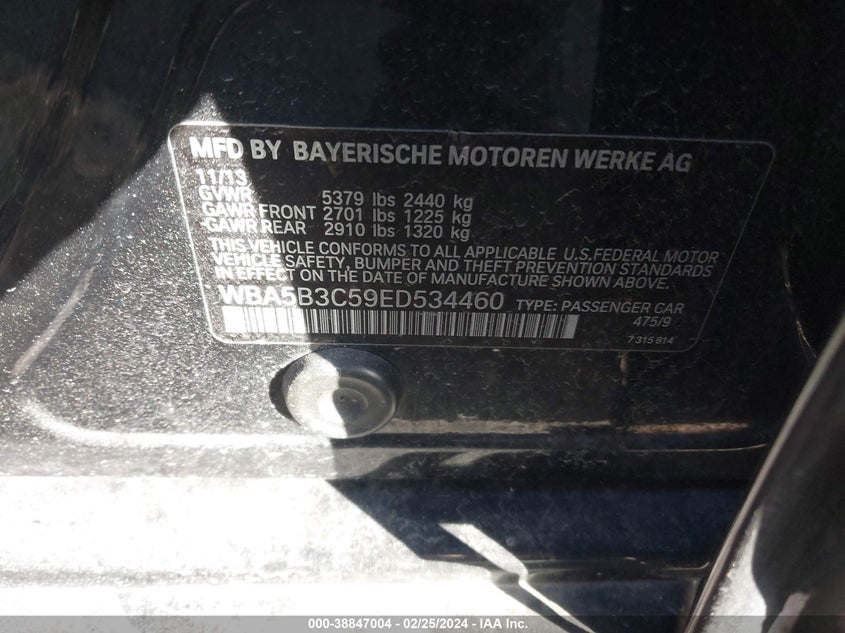 MFD BY BAYERISCHE MOTOREN WERKE AG
11/13
GVWR 5379 lbs 2440 kg
GAWR FRONT 2701 lbs 1225 kg
GAWR REAR 2910 lbs 1320 kg
THIS VEHICLE CONFORMS TO ALL APPLICABLE U.S.FEDERAL MOTOR
VEHICLE SAFETY, BUMPER AND THEFT PREVENTION STANDARDS
IN EFFECT ON THE DATE OF MANUFACTURE SHOWN ABOVE.
WBA5B3C59ED534460 TYPE: PASSENGER CAR
475/9
7 315 814
000-38847004 - 02/25/2024 - IAA Inc.